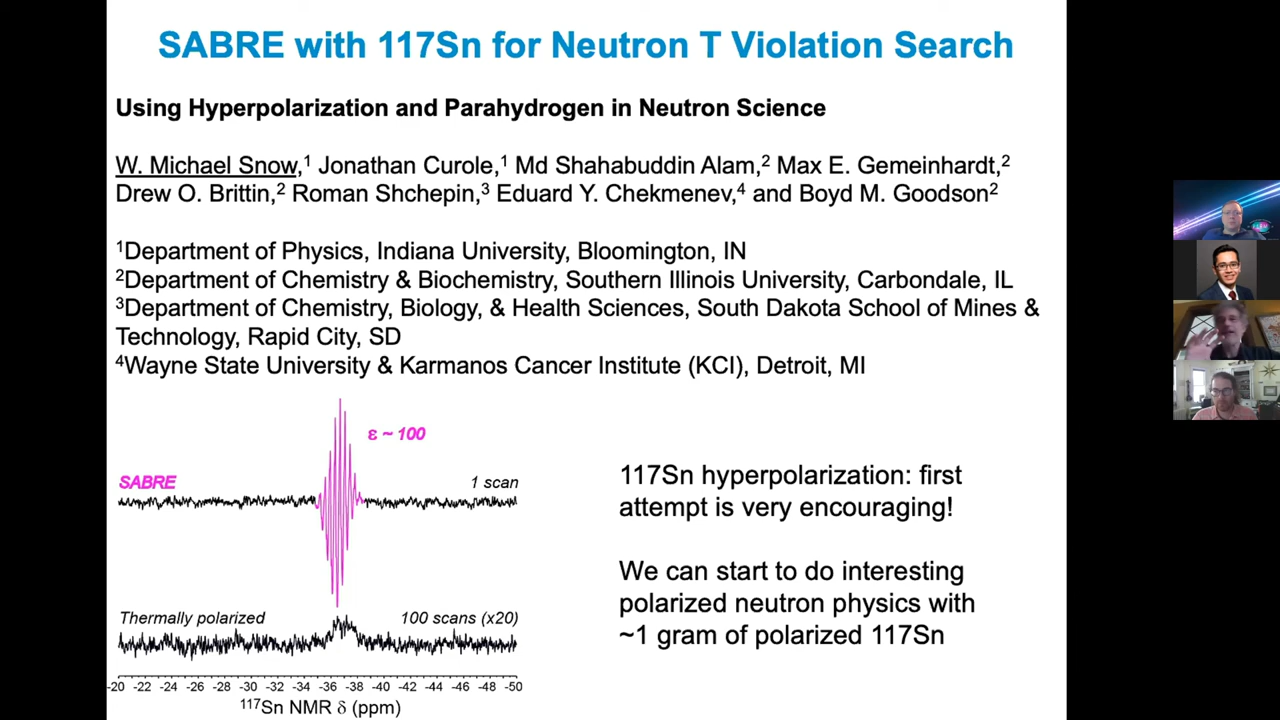 SABRE with 117Sn for Neutron T Violation Search
Using Hyperpolarization and Parahydrogen in Neutron Science
W. Michael Snow,¹ Jonathan Curole,¹ Md Shahabuddin Alam,² Max E. Gemeinhardt,²
Drew O. Brittin,² Roman Shchepin,³ Eduard Y. Chekmenev,⁴ and Boyd M. Goodson²
¹Department of Physics, Indiana University, Bloomington, IN
²Department of Chemistry & Biochemistry, Southern Illinois University, Carbondale, IL
³Department of Chemistry, Biology, & Health Sciences, South Dakota School of Mines &
Technology, Rapid City, SD
⁴Wayne State University & Karmanos Cancer Institute (KCI), Detroit, MI
ε ~ 100
SABRE
1 scan
Thermally polarized
100 scans (x20)
-20 -22 -24 -26 -28 -30 -32 -34 -36 -38 -40 -42 -44 -46 -48 -50
¹¹⁷Sn NMR δ (ppm)
117Sn hyperpolarization: first
attempt is very encouraging!
We can start to do interesting
polarized neutron physics with
~1 gram of polarized 117Sn